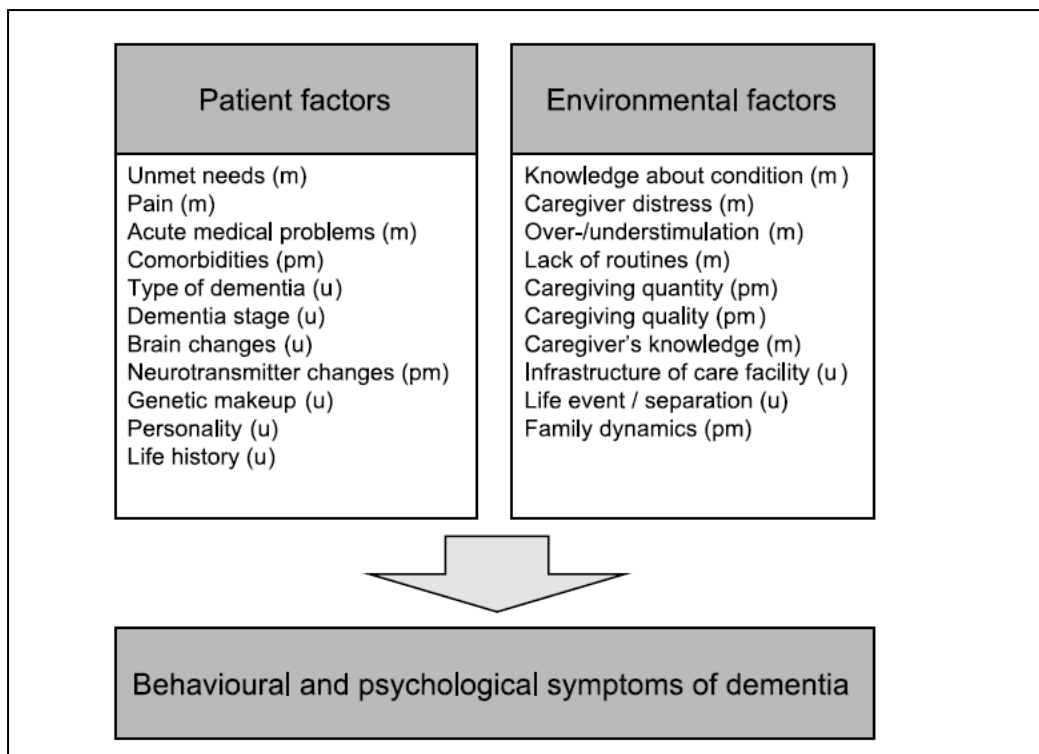 Patient factors
Unmet needs (m)
Pain (m)
Acute medical problems (m)
Comorbidities (pm)
Type of dementia (u)
Dementia stage (u)
Brain changes (u)
Neurotransmitter changes (pm)
Genetic makeup (u)
Personality (u)
Life history (u)
Environmental factors
Knowledge about condition (m)
Caregiver distress (m)
Over-/understimulation (m)
Lack of routines (m)
Caregiving quantity (pm)
Caregiving quality (pm)
Caregiver's knowledge (m)
Infrastructure of care facility (u)
Life event / separation (u)
Family dynamics (pm)
Behavioural and psychological symptoms of dementia